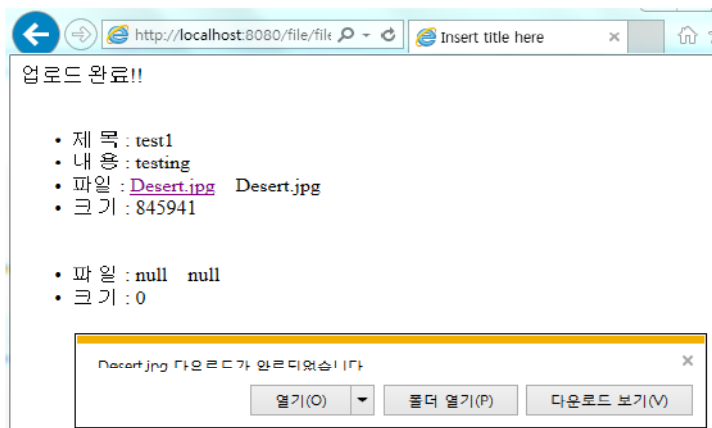 http://localhost:8080/file/file
Insert title here
업로드 완료!!
• 제 목 : test1
• 내 용 : testing
• 파일 : Desert.jpg Desert.jpg
• 크 기 : 845941
• 파 일 : null null
• 크 기 : 0
Desert.jpg 다운로드가 완료되었습니다
열기(O) 폴더 열기(P) 다운로드 보기(V)